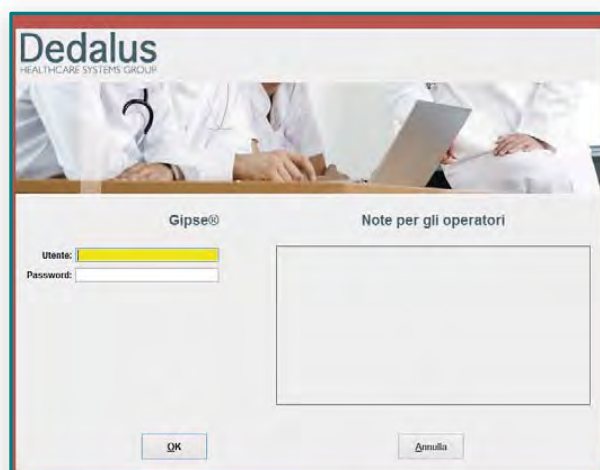 Dedalus
HEALTHCARE SYSTEMS GROUP
Gipse®
Note per gli operatori
Utente:
Password:
OK
Annulla